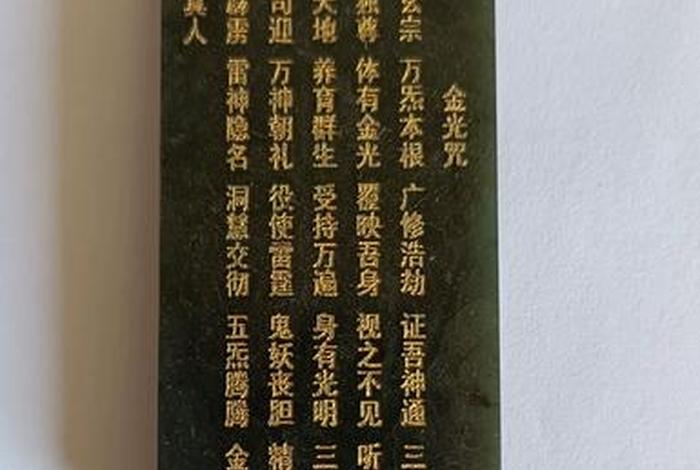 金光咒
玄宗 万炁本根 广修浩劫 证吾神通 三
独尊 体有金光 覆映吾身 视之不见 听
天地 养育群生 受持万遍 身有光明 三
司迎 万神朝礼 役使雷霆 鬼妖丧胆 精
霹雳 雷神隐名 洞慧交彻 五炁腾腾 金
真人